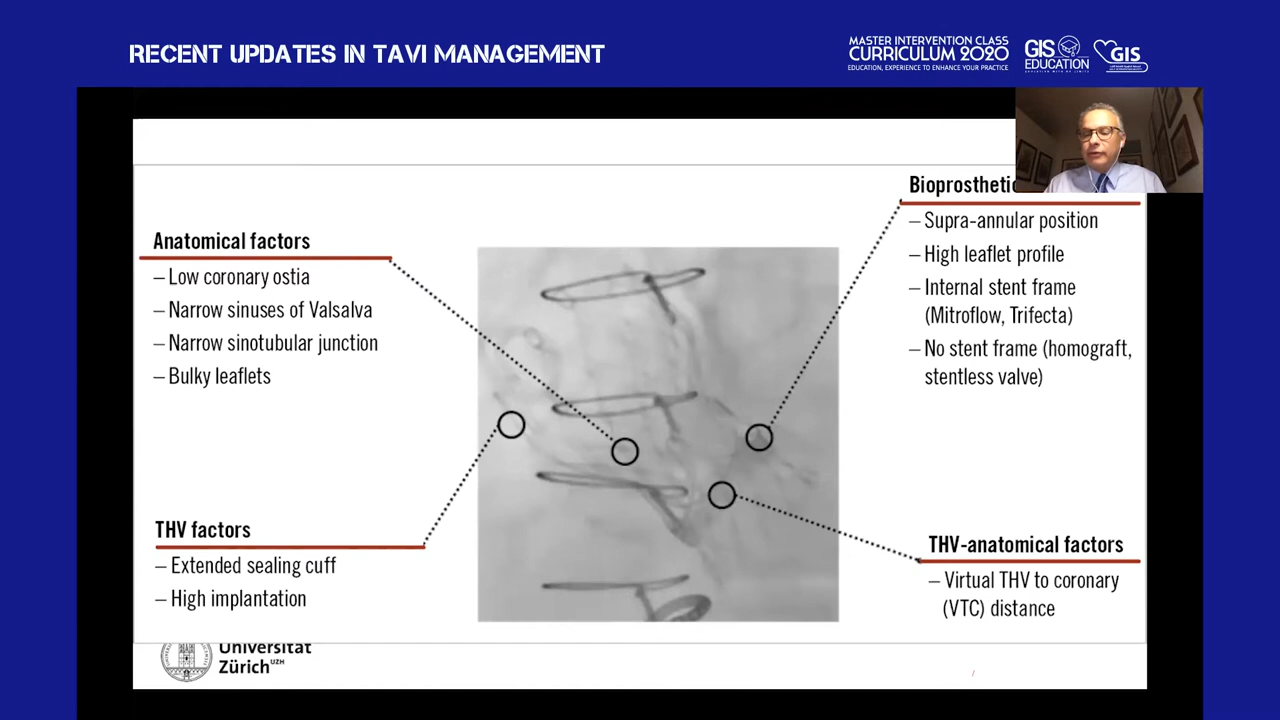 RECENT UPDATES IN TAVI MANAGEMENT
MASTER INTERVENTION CLASS
CURRICULUM 2020
EDUCATION, EXPERIENCE TO ENHANCE YOUR PRACTICE
GIS
EDUCATION
GIS
Anatomical factors
– Low coronary ostia
– Narrow sinuses of Valsalva
– Narrow sinotubular junction
– Bulky leaflets
THV factors
– Extended sealing cuff
– High implantation
– Supra-annular position
– High leaflet profile
– Internal stent frame
(Mitroflow, Trifecta)
– No stent frame (homograft,
stentless valve)
THV-anatomical factors
– Virtual THV to coronary
(VTC) distance
Universität
Zürich UZH